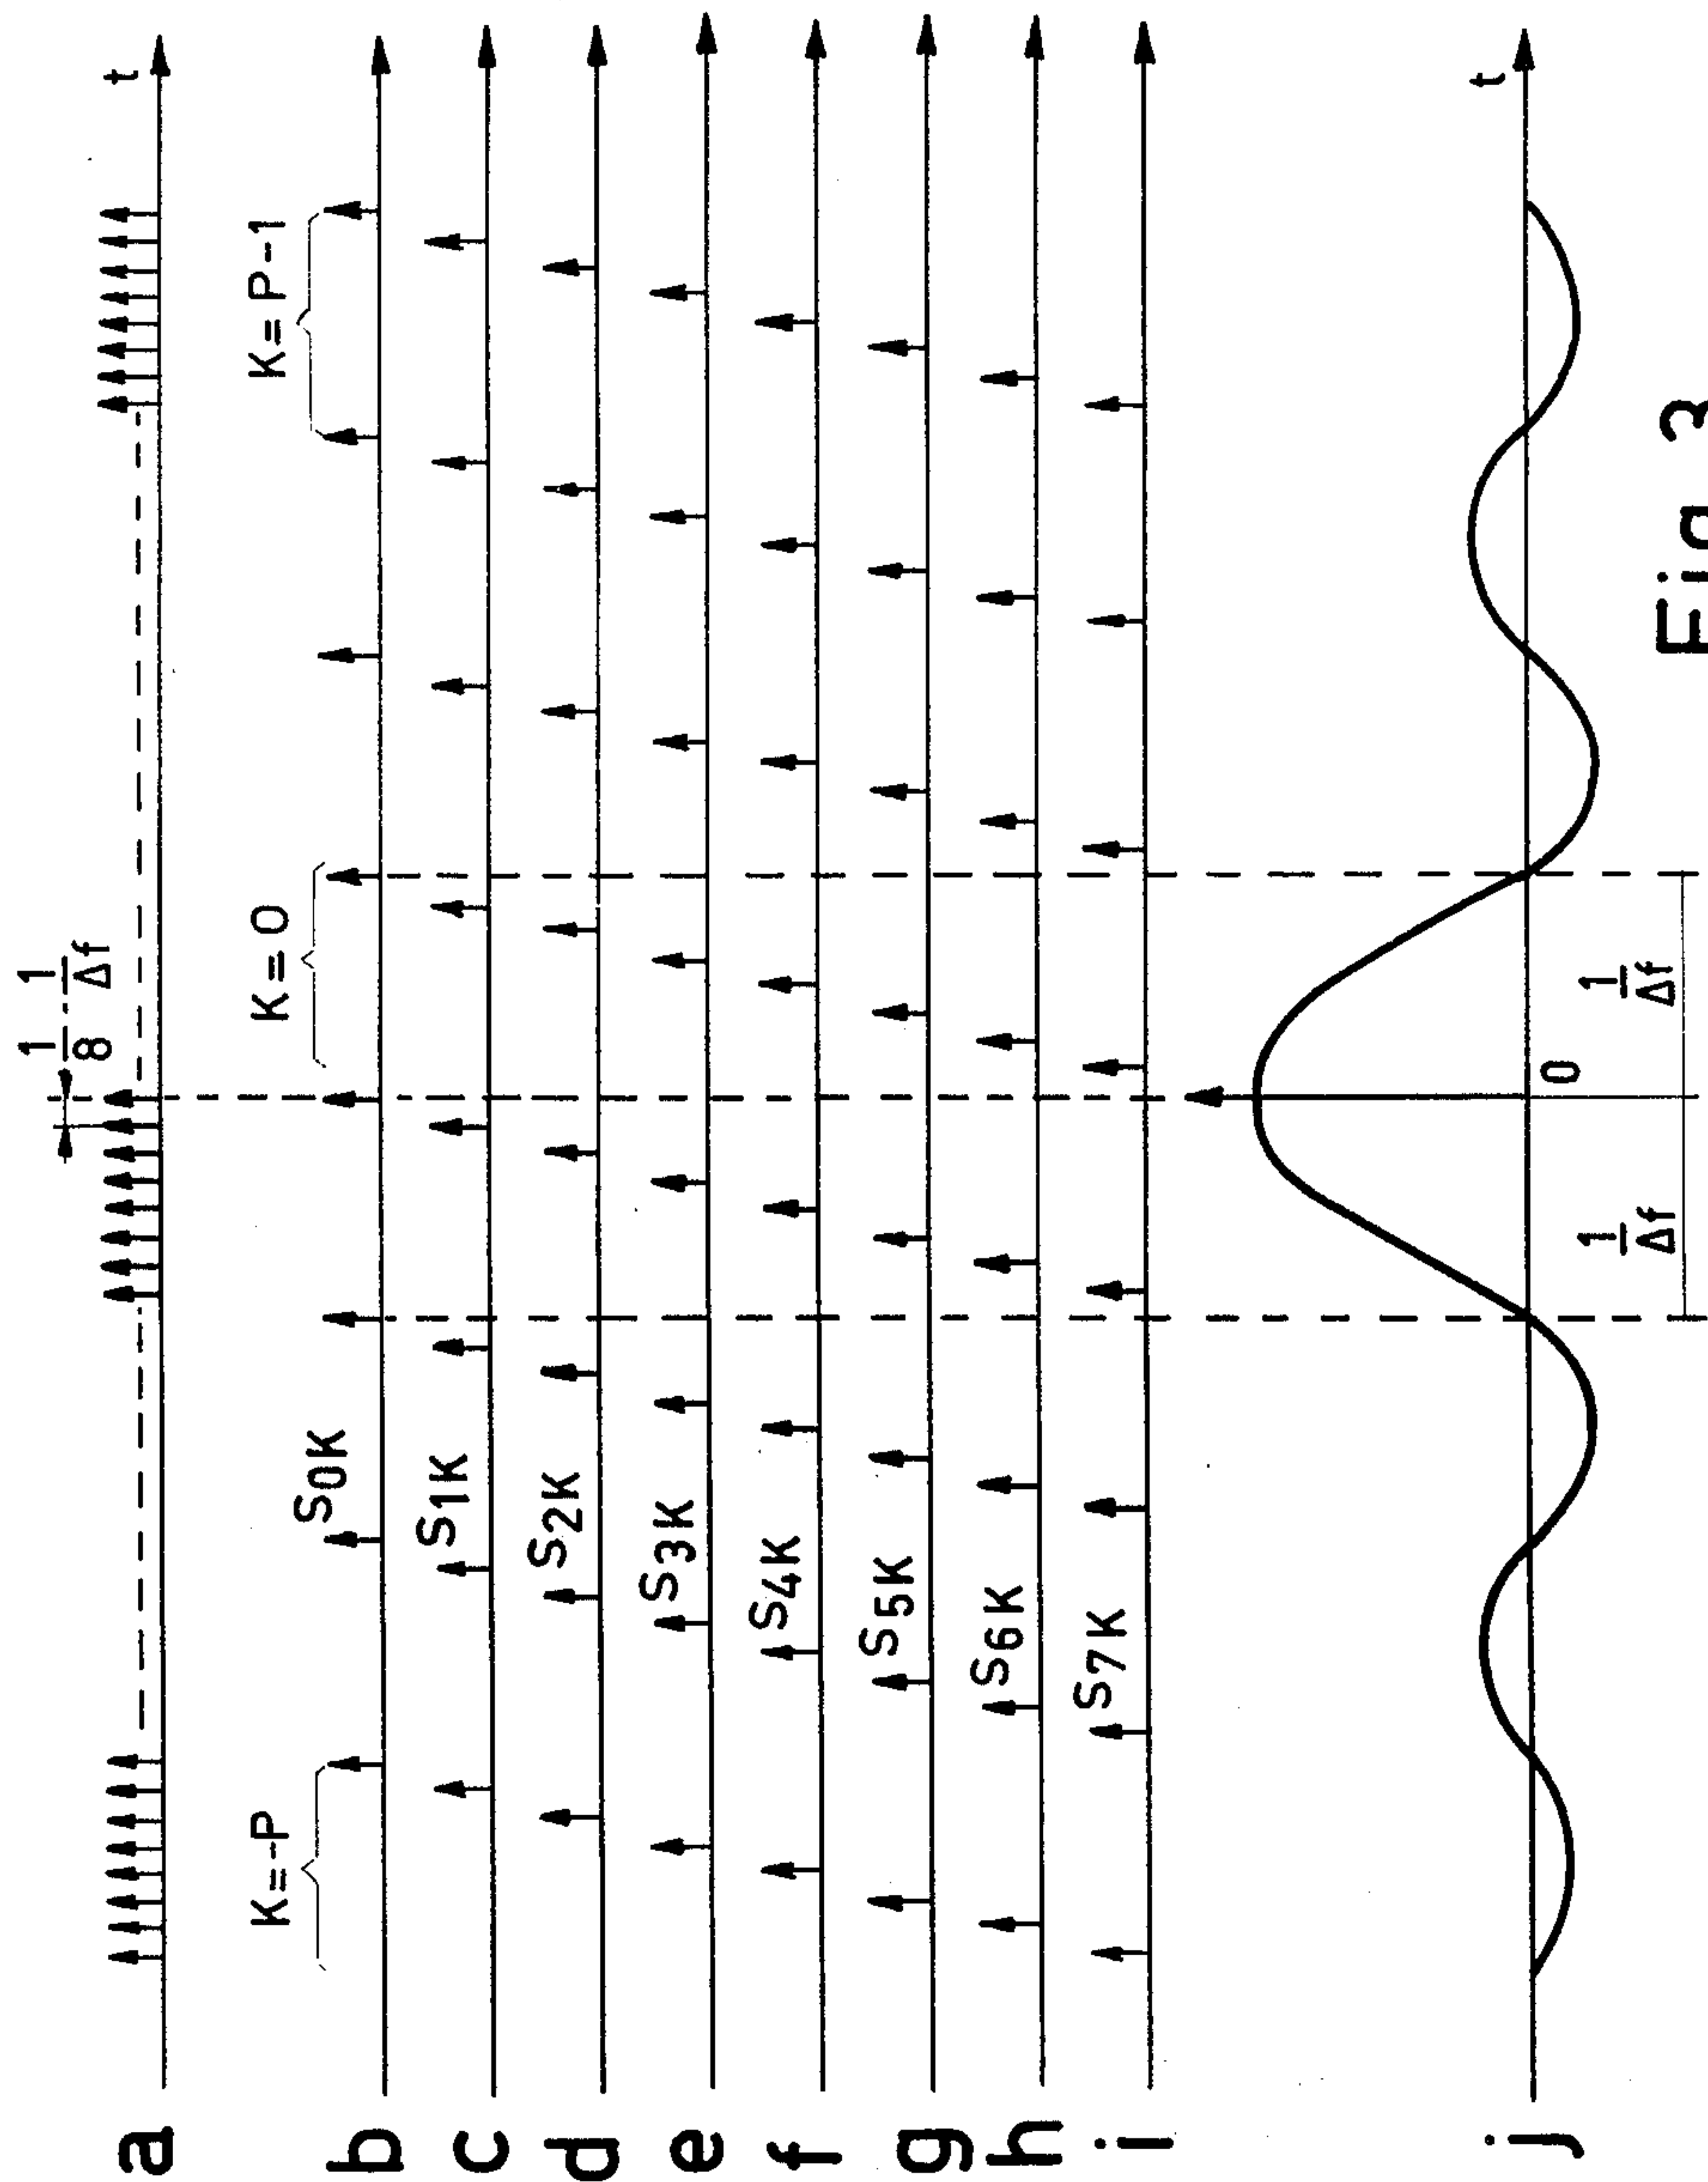 1/8 · 1/Δf
a
t
K=-P
K=0
K=P-1
b
S0K
c
S1K
d
S2K
e
S3K
f
S4K
g
S5K
h
S6K
i
S7K
j
0
t
1/Δf
1/Δf
Fig. 3